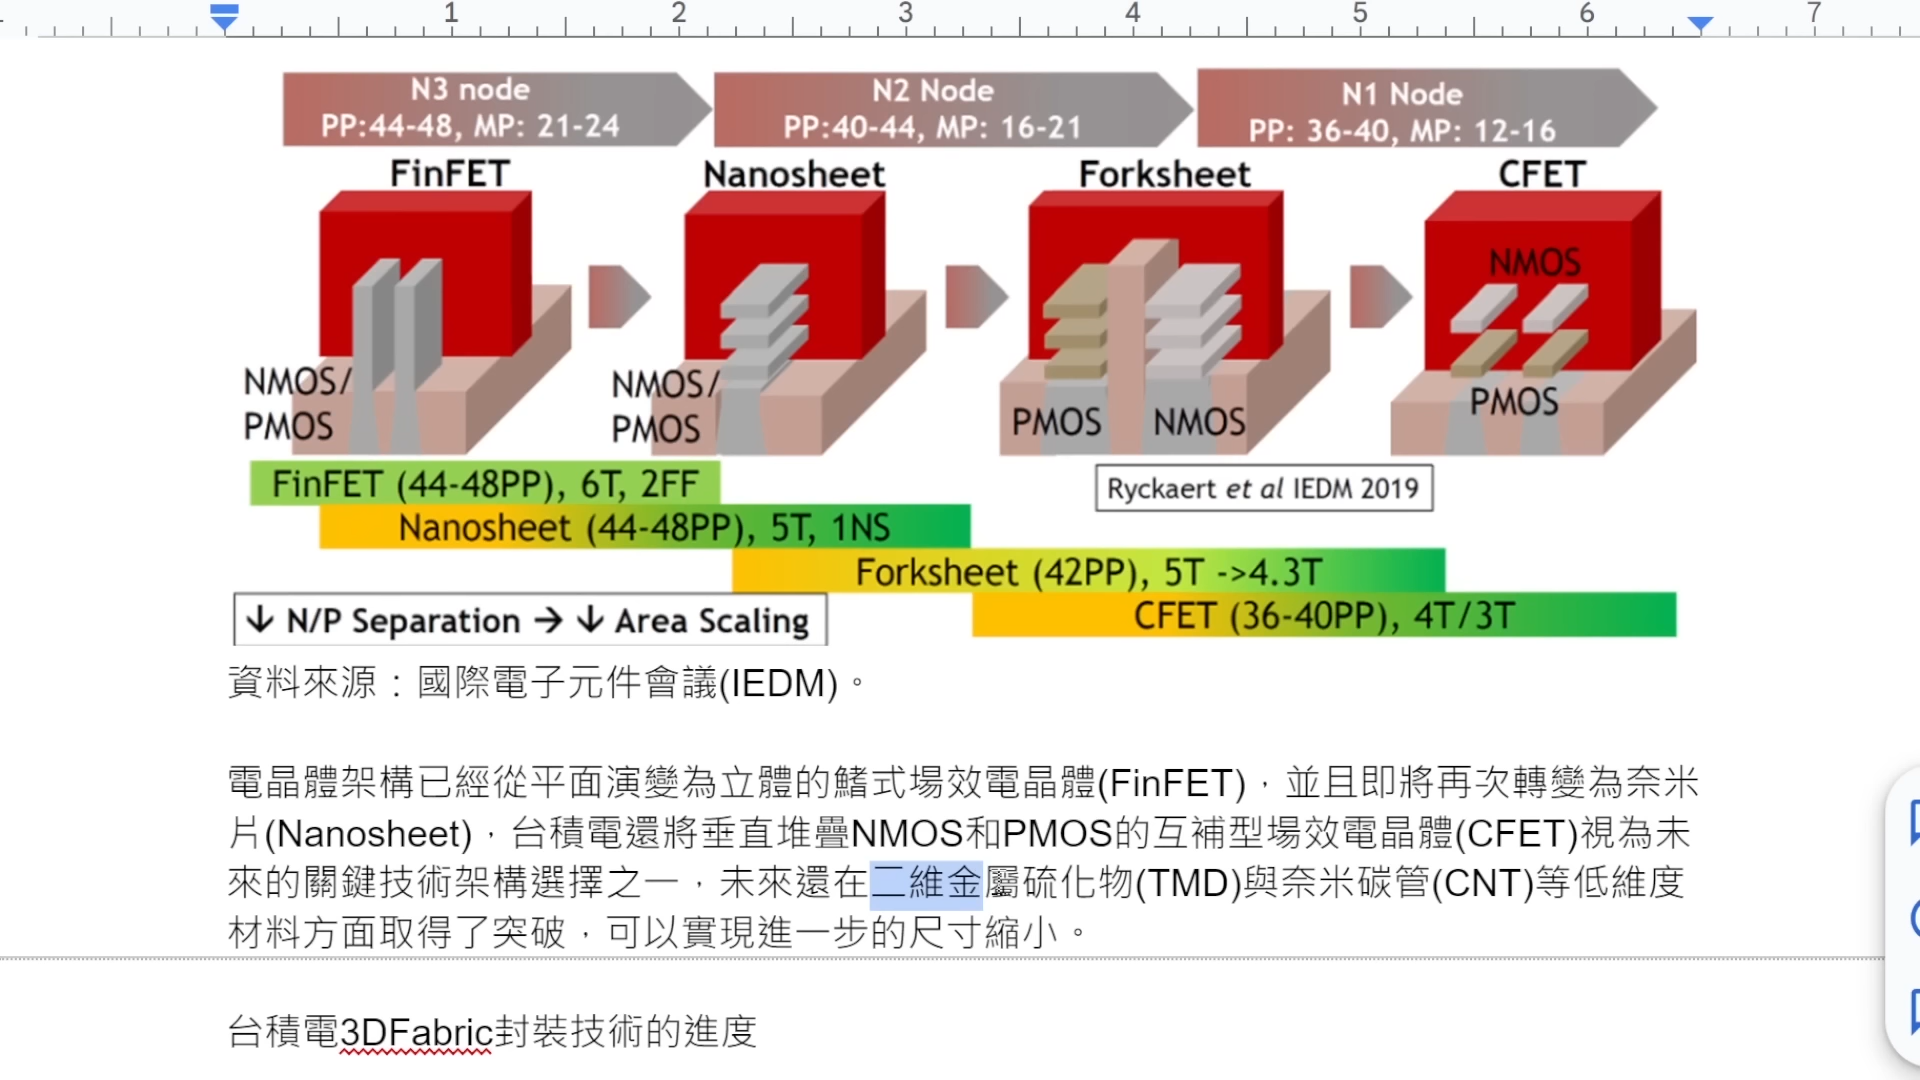 1 2 3 4 5 6 7
N3 node
PP:44-48, MP: 21-24
N2 Node
PP:40-44, MP: 16-21
N1 Node
PP: 36-40, MP: 12-16
FinFET
Nanosheet
Forksheet
CFET
NMOS/
PMOS
NMOS/
PMOS
PMOS
NMOS
NMOS
PMOS
FinFET (44-48PP), 6T, 2FF
Ryckaert et al IEDM 2019
Nanosheet (44-48PP), 5T, 1NS
Forksheet (42PP), 5T ->4.3T
CFET (36-40PP), 4T/3T
↓ N/P Separation → ↓ Area Scaling
資料來源：國際電子元件會議(IEDM)。
電晶體架構已經從平面演變為立體的鰭式場效電晶體(FinFET)，並且即將再次轉變為奈米
片(Nanosheet)，台積電還將垂直堆疊NMOS和PMOS的互補型場效電晶體(CFET)視為未
來的關鍵技術架構選擇之一，未來還在二維金屬硫化物(TMD)與奈米碳管(CNT)等低維度
材料方面取得了突破，可以實現進一步的尺寸縮小。
台積電3DFabric封裝技術的進度